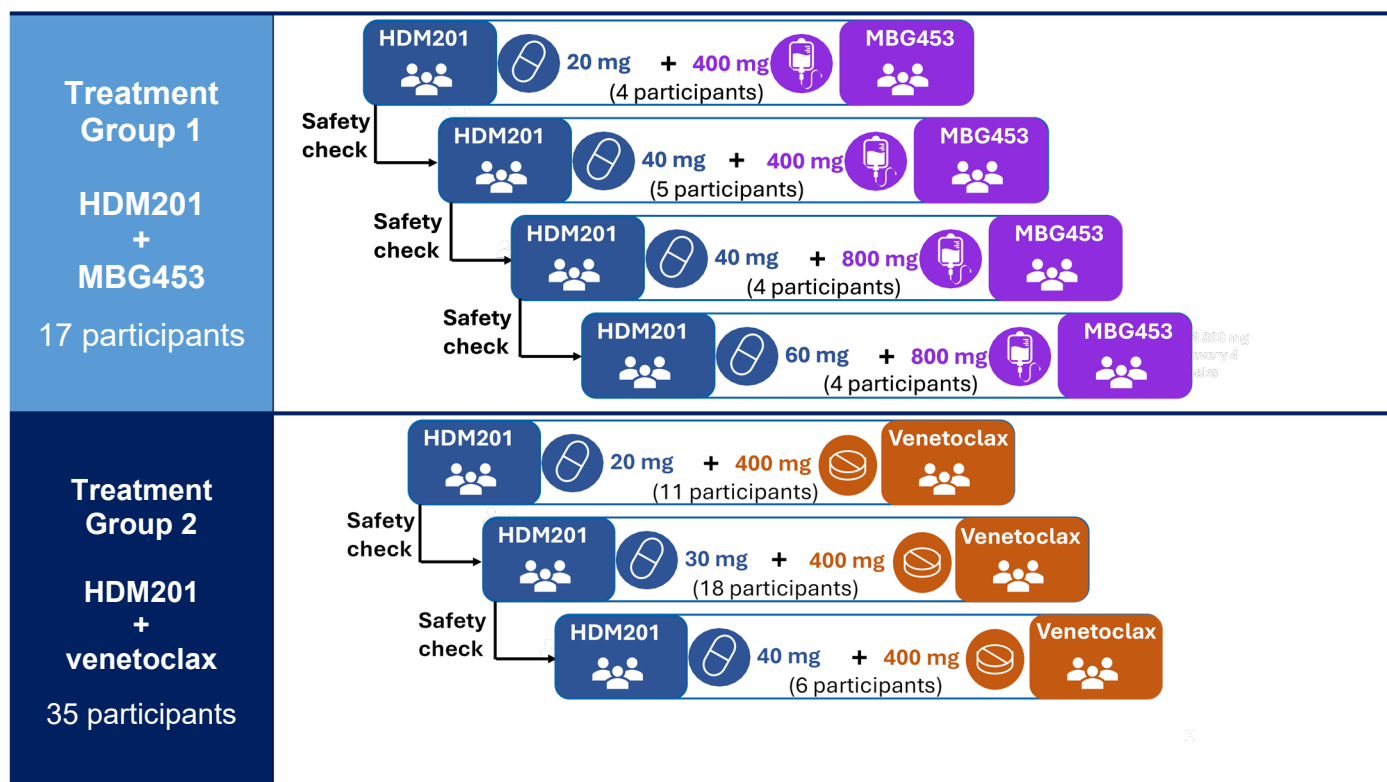 Treatment
Group 1
HDM201
+
MBG453
17 participants
HDM201
20 mg + 400 mg
(4 participants)
MBG453
Safety
check
HDM201
40 mg + 400 mg
(5 participants)
MBG453
Safety
check
HDM201
40 mg + 800 mg
(4 participants)
MBG453
Safety
check
HDM201
60 mg + 800 mg
(4 participants)
MBG453
800 mg
every 4
Treatment
Group 2
HDM201
+
venetoclax
35 participants
HDM201
20 mg + 400 mg
(11 participants)
Venetoclax
Safety
check
HDM201
30 mg + 400 mg
(18 participants)
Venetoclax
Safety
check
HDM201
40 mg + 400 mg
(6 participants)
Venetoclax